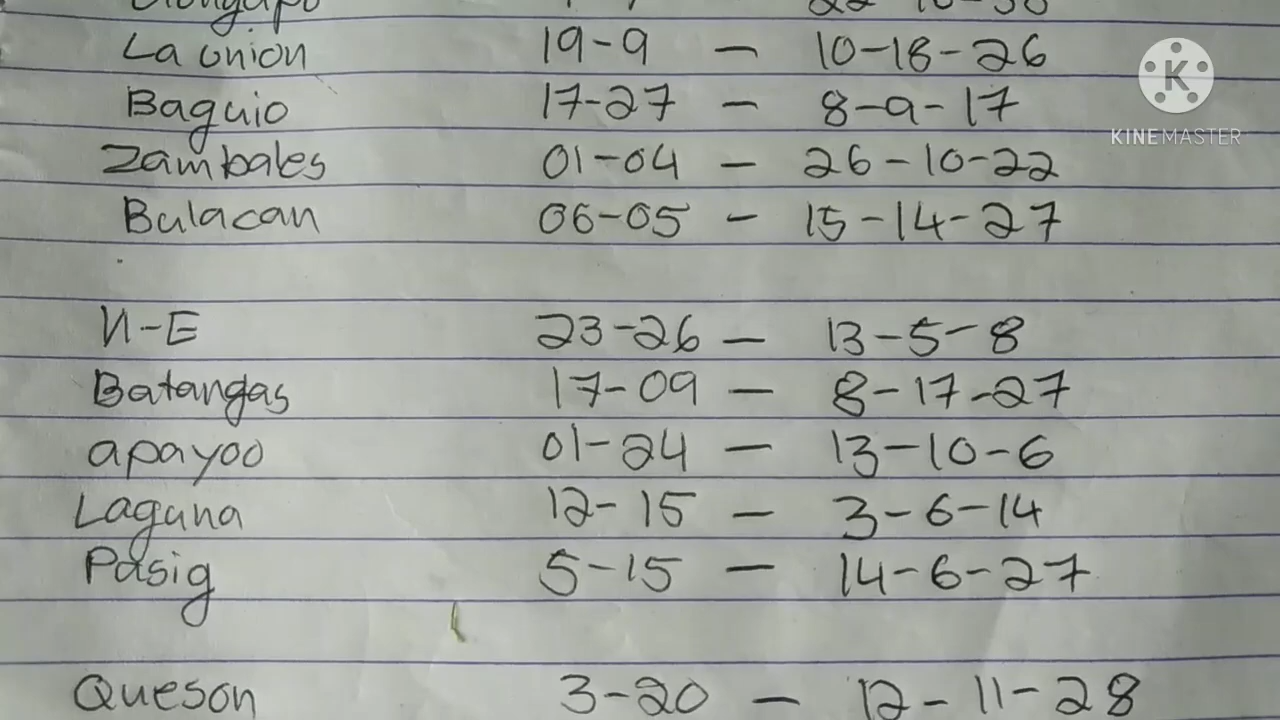 La Union 19-9 - 10-18-26
Baguio 17-27 - 8-9-17
Zambales 01-04 - 26-10-22
Bulacan 06-05 - 15-14-27
N-E 23-26 - 13-5-8
Batangas 17-09 - 8-17-27
apayoo 01-24 - 13-10-6
Laguna 12-15 - 3-6-14
Pasig 5-15 - 14-6-27
Queson 3-20 - 12-11-28
K
KINEMASTER